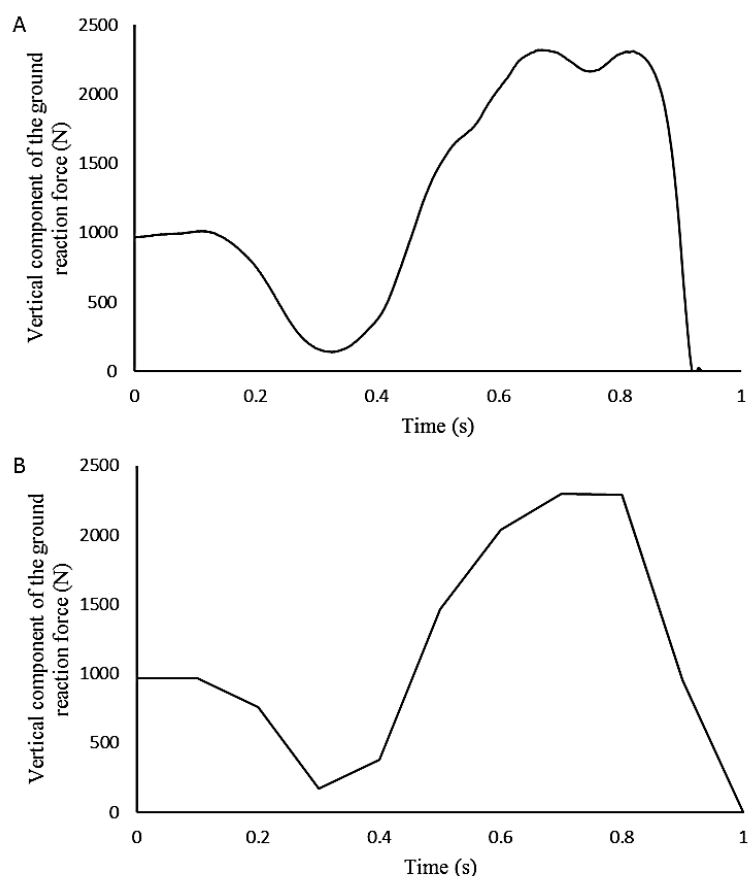 A
Vertical component of the ground
reaction force (N)
2500
2000
1500
1000
500
0
0 0.2 0.4 0.6 0.8 1
Time (s)
B
Vertical component of the ground
reaction force (N)
2500
2000
1500
1000
500
0
0 0.2 0.4 0.6 0.8 1
Time (s)